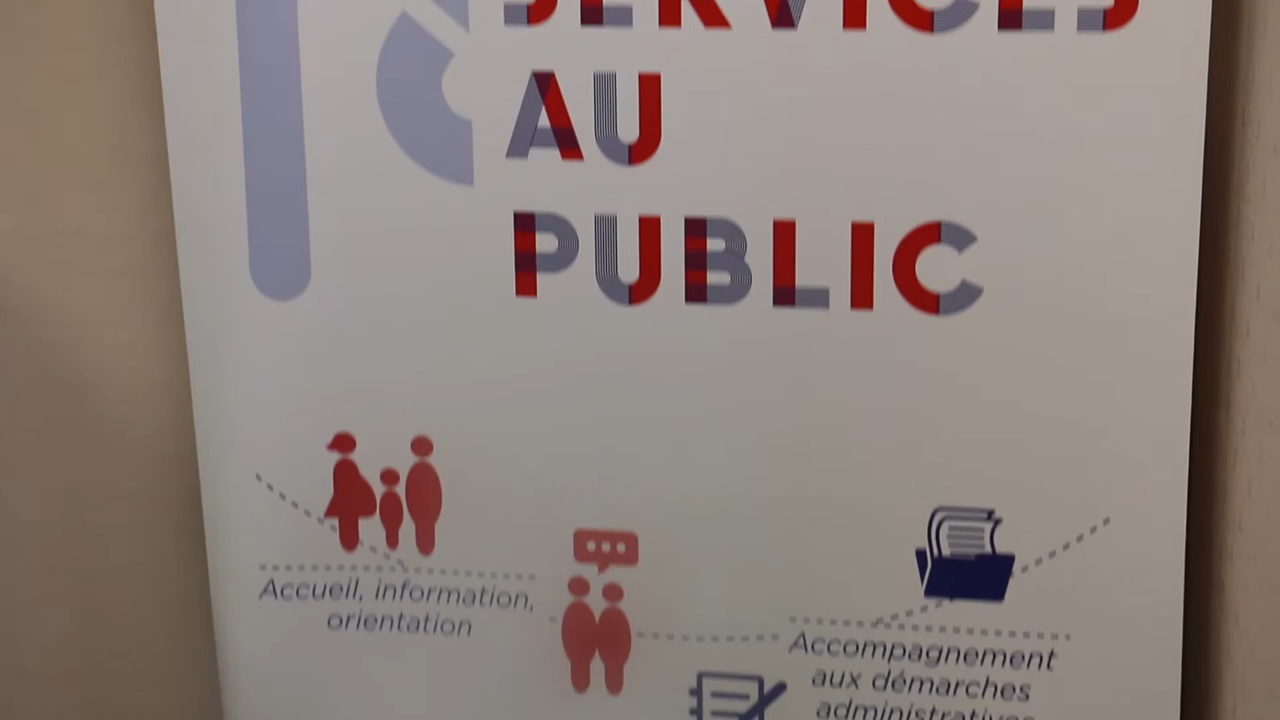 SERVICES
AU
PUBLIC
Accueil, information,
orientation
Accompagnement
aux démarches
administratives